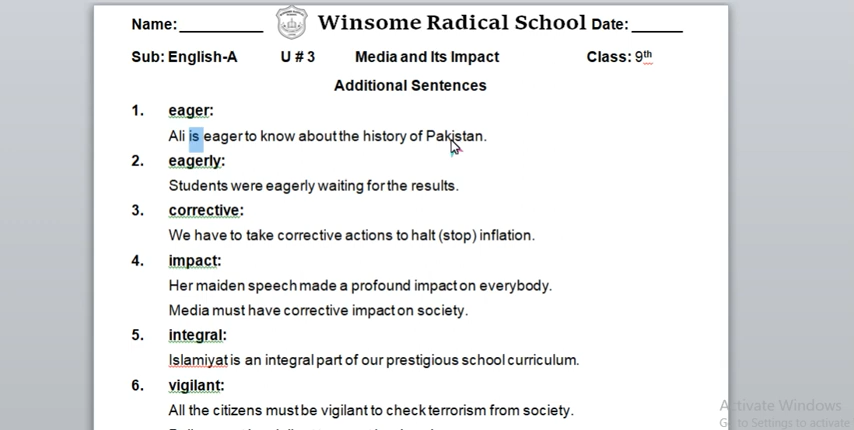 Name:__________ Winsome Radical School Date: ______
Sub: English-A U # 3 Media and Its Impact Class: 9th
Additional Sentences
1. eager:
Ali is eager to know about the history of Pakistan.
2. eagerly:
Students were eagerly waiting for the results.
3. corrective:
We have to take corrective actions to halt (stop) inflation.
4. impact:
Her maiden speech made a profound impact on everybody.
Media must have corrective impact on society.
5. integral:
Islamiyat is an integral part of our prestigious school curriculum.
6. vigilant:
All the citizens must be vigilant to check terrorism from society.
Activate Windows
Go to Settings to activate